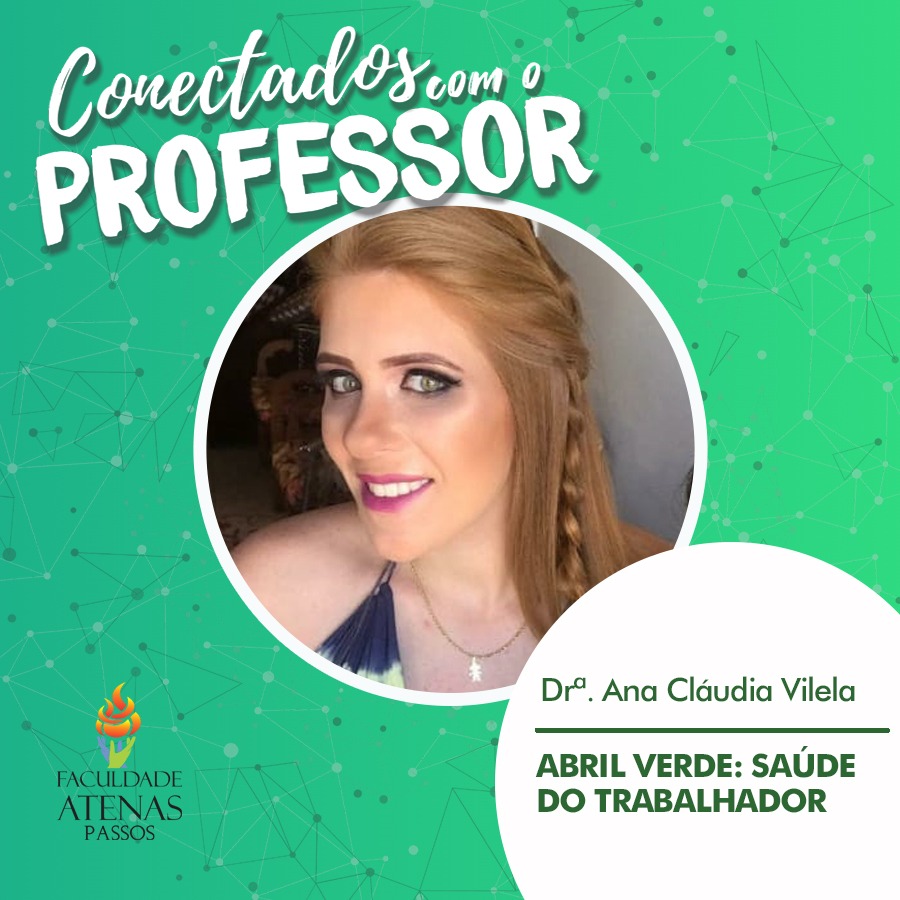 Conectados com o
PROFESSOR
Drª. Ana Cláudia Vilela
ABRIL VERDE: SAÚDE
DO TRABALHADOR
FACULDADE
ATENAS
PASSOS